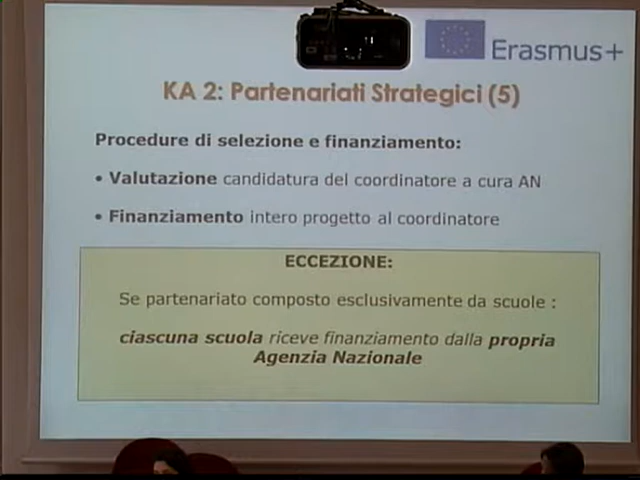 Erasmus+
KA 2: Partenariati Strategici (5)
Procedure di selezione e finanziamento:
• Valutazione candidatura del coordinatore a cura AN
• Finanziamento intero progetto al coordinatore
ECCEZIONE:
Se partenariato composto esclusivamente da scuole :
ciascuna scuola riceve finanziamento dalla propria
Agenzia Nazionale